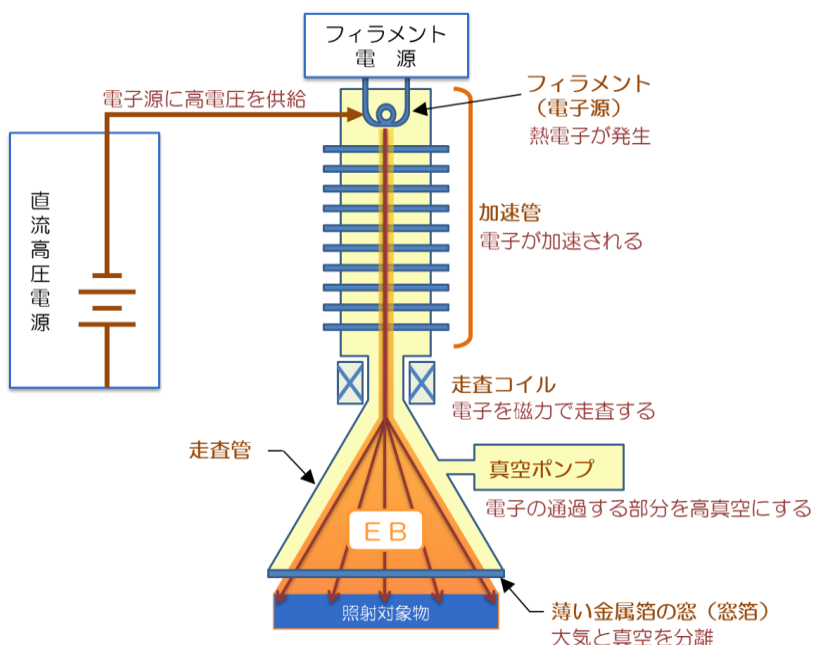 フィラメント
電　源
電子源に高電圧を供給
フィラメント
（電子源）
熱電子が発生
直流高圧電源
加速管
電子が加速される
走査コイル
電子を磁力で走査する
走査管
真空ポンプ
電子の通過する部分を高真空にする
ＥＢ
照射対象物
薄い金属箔の窓（窓箔）
大気と真空を分離